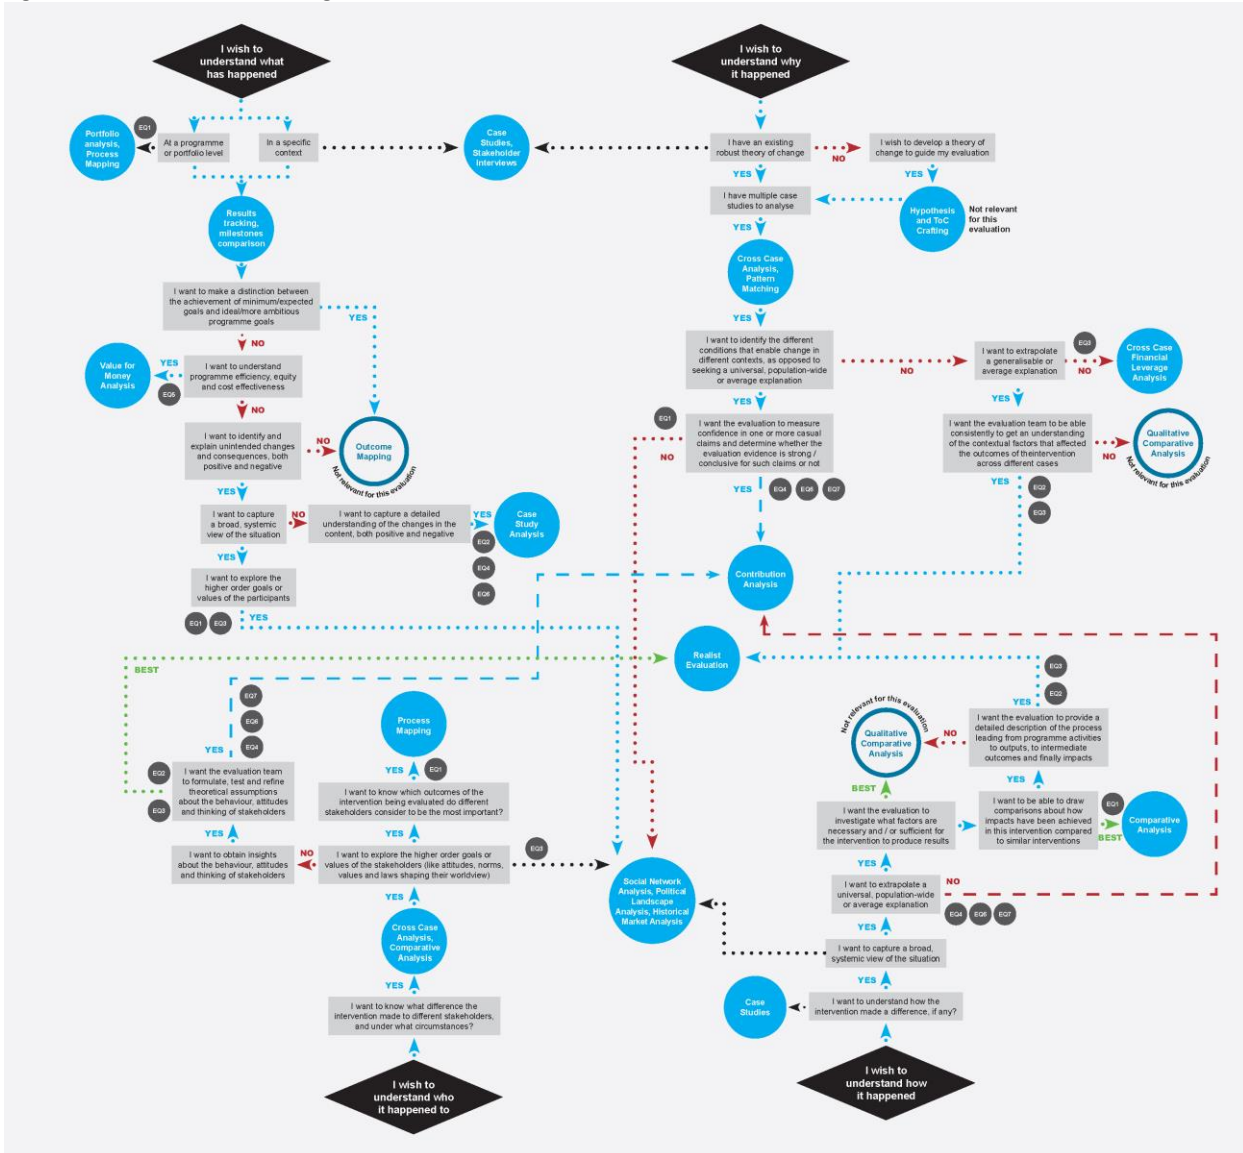 I wish to
understand what
has happened
I wish to
understand why
it happened
Portfolio
analysis,
Process
Mapping
EQ1
At a programme
or portfolio level
In a specific
context
Case
Studies,
Stakeholder
Interviews
I have an existing
robust theory of change
NO
I wish to develop a theory of
change to guide my evaluation
YES
YES
I have multiple case
studies to analyse
Hypothesis
and ToC
Crafting
Not relevant
for this
evaluation
Results
tracking,
milestones
comparison
YES
Cross Case
Analysis,
Pattern
Matching
YES
I want to make a distinction between
the achievement of minimum/expected
goals and ideal/more ambitious
programme goals
YES
NO
Value for
Money
Analysis
YES
EQ5
I want to understand
programme efficiency, equity
and cost effectiveness
NO
I want to identify the different
conditions that enable change in
different contexts, as opposed to
seeking a universal, population-wide
or average explanation
NO
I want to extrapolate
a generalisable or
average explanation
EQ3
NO
Cross Case
Financial
Leverage
Analysis
YES
YES
I want to identify and
explain unintended changes
and consequences, both
positive and negative
NO
Outcome
Mapping
Not relevant for this evaluation
EQ1
NO
I want the evaluation to measure
confidence in one or more casual
claims and determine whether the
evaluation evidence is strong /
conclusive for such claims or not
I want the evaluation team to be able
consistently to get an understanding
of the contextual factors that affected
the outcomes of theintervention
across different cases
NO
Qualitative
Comparative
Analysis
Not relevant for this evaluation
YES
YES
EQ4
EQ6
EQ7
YES
EQ2
EQ3
I want to capture
a broad, systemic
view of the situation
NO
I want to capture a detailed
understanding of the changes in the
content, both positive and negative
YES
EQ2
EQ4
EQ6
Case
Study
Analysis
YES
I want to explore the
higher order goals or
values of the participants
Contribution
Analysis
EQ1
EQ3
YES
BEST
Realist
Evaluation
EQ7
EQ6
EQ4
YES
Process
Mapping
YES
EQ1
EQ3
EQ2
YES
Not relevant for this evaluation
Qualitative
Comparative
Analysis
NO
I want the evaluation to provide a
detailed description of the process
leading from programme activities
to outputs, to intermediate
outcomes and finally impacts
EQ2
EQ3
I want the evaluation team
to formulate, test and refine
theoretical assumptions
about the behaviour, attitudes
and thinking of stakeholders
I want to know which outcomes of the
intervention being evaluated do different
stakeholders consider to be the most important?
BEST
YES
I want the evaluation to
investigate what factors are
necessary and / or sufficient for
the intervention to produce results
YES
I want to be able to draw
comparisons about how
impacts have been achieved
in this intervention compared
to similar interventions
EQ1
BEST
Comparative
Analysis
YES
YES
I want to obtain insights
about the behaviour, attitudes
and thinking of stakeholders
NO
I want to explore the higher order goals or
values of the stakeholders (like attitudes, norms,
values and laws shaping their worldview)
EQ3
YES
YES
Social Network
Analysis, Political
Landscape
Analysis, Historical
Market Analysis
I want to extrapolate a
universal, population-wide
or average explanation
NO
EQ4
EQ6
EQ7
Cross Case
Analysis,
Comparative
Analysis
YES
I want to capture a broad,
systemic view of the situation
YES
YES
I want to know what difference the
intervention made to different stakeholders,
and under what circumstances?
Case
Studies
I want to understand how the
intervention made a difference, if any?
I wish to
understand who
it happened to
I wish to
understand how
it happened